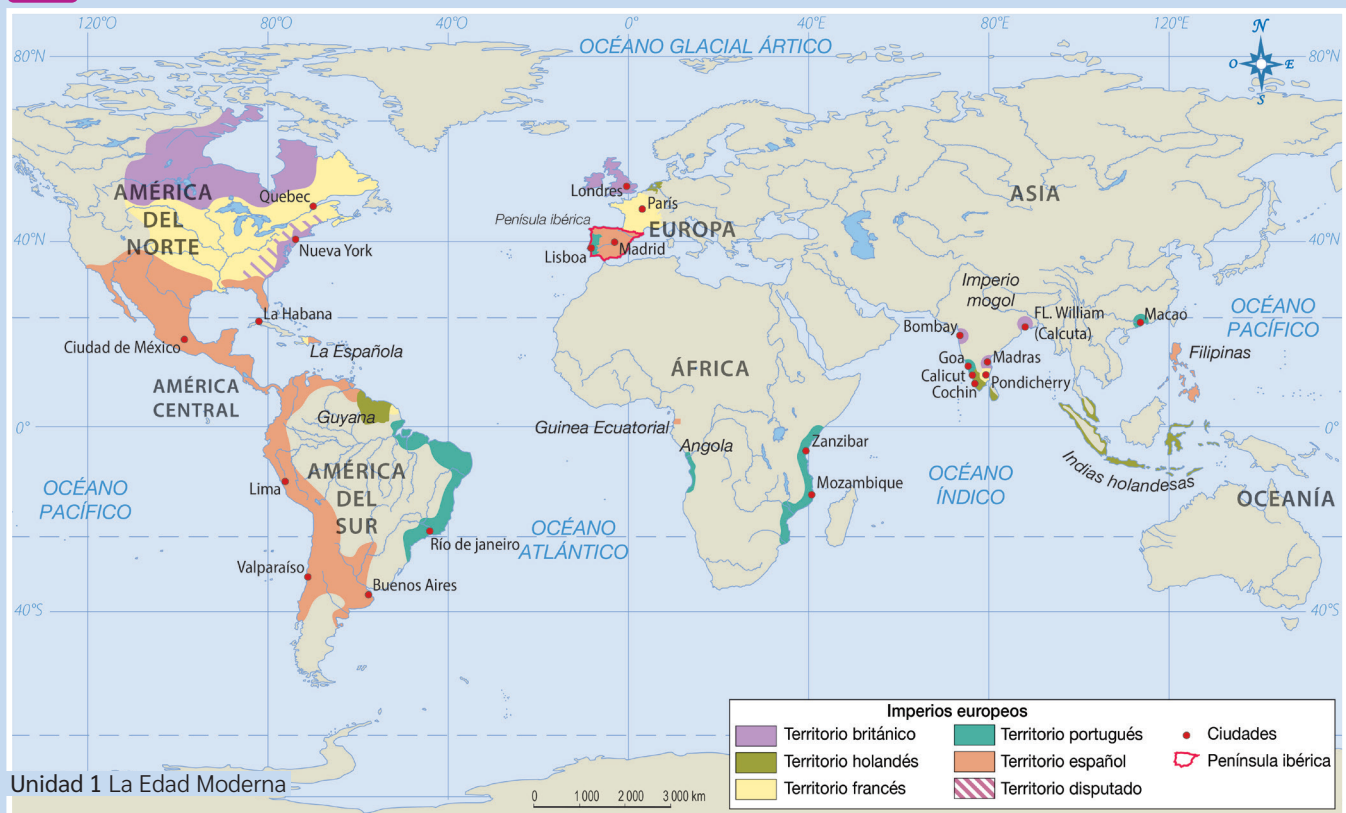 120°O 80°O 40°O 0° 40°E 80°E 120°E
N
O E
S
OCÉANO GLACIAL ÁRTICO
80°N 80°N
AMÉRICA
DEL
NORTE
Quebec
Nueva York
Londres
París
Península ibérica
EUROPA
ASIA
40°N 40°N
Lisboa
Madrid
La Habana
Ciudad de México
La Española
AMÉRICA
CENTRAL
Imperio
mogol
Bombay
FL. William
(Calcuta)
Macao
OCÉANO
PACÍFICO
Goa
Madras
Calicut
Pondicherry
Cochin
Filipinas
ÁFRICA
Guyana
0° 0°
Guinea Ecuatorial
Angola
Zanzibar
Mozambique
Indias holandesas
OCÉANO
ÍNDICO
OCEANÍA
OCÉANO
PACÍFICO
Lima
AMÉRICA
DEL
SUR
Río de janeiro
OCÉANO
ATLÁNTICO
Valparaíso
Buenos Aires
40°S 40°S
Imperios europeos
Territorio británico
Territorio holandés
Territorio francés
Territorio portugués
Territorio español
Territorio disputado
Ciudades
Península ibérica
Unidad 1 La Edad Moderna
0 1 000 2 000 3 000 km